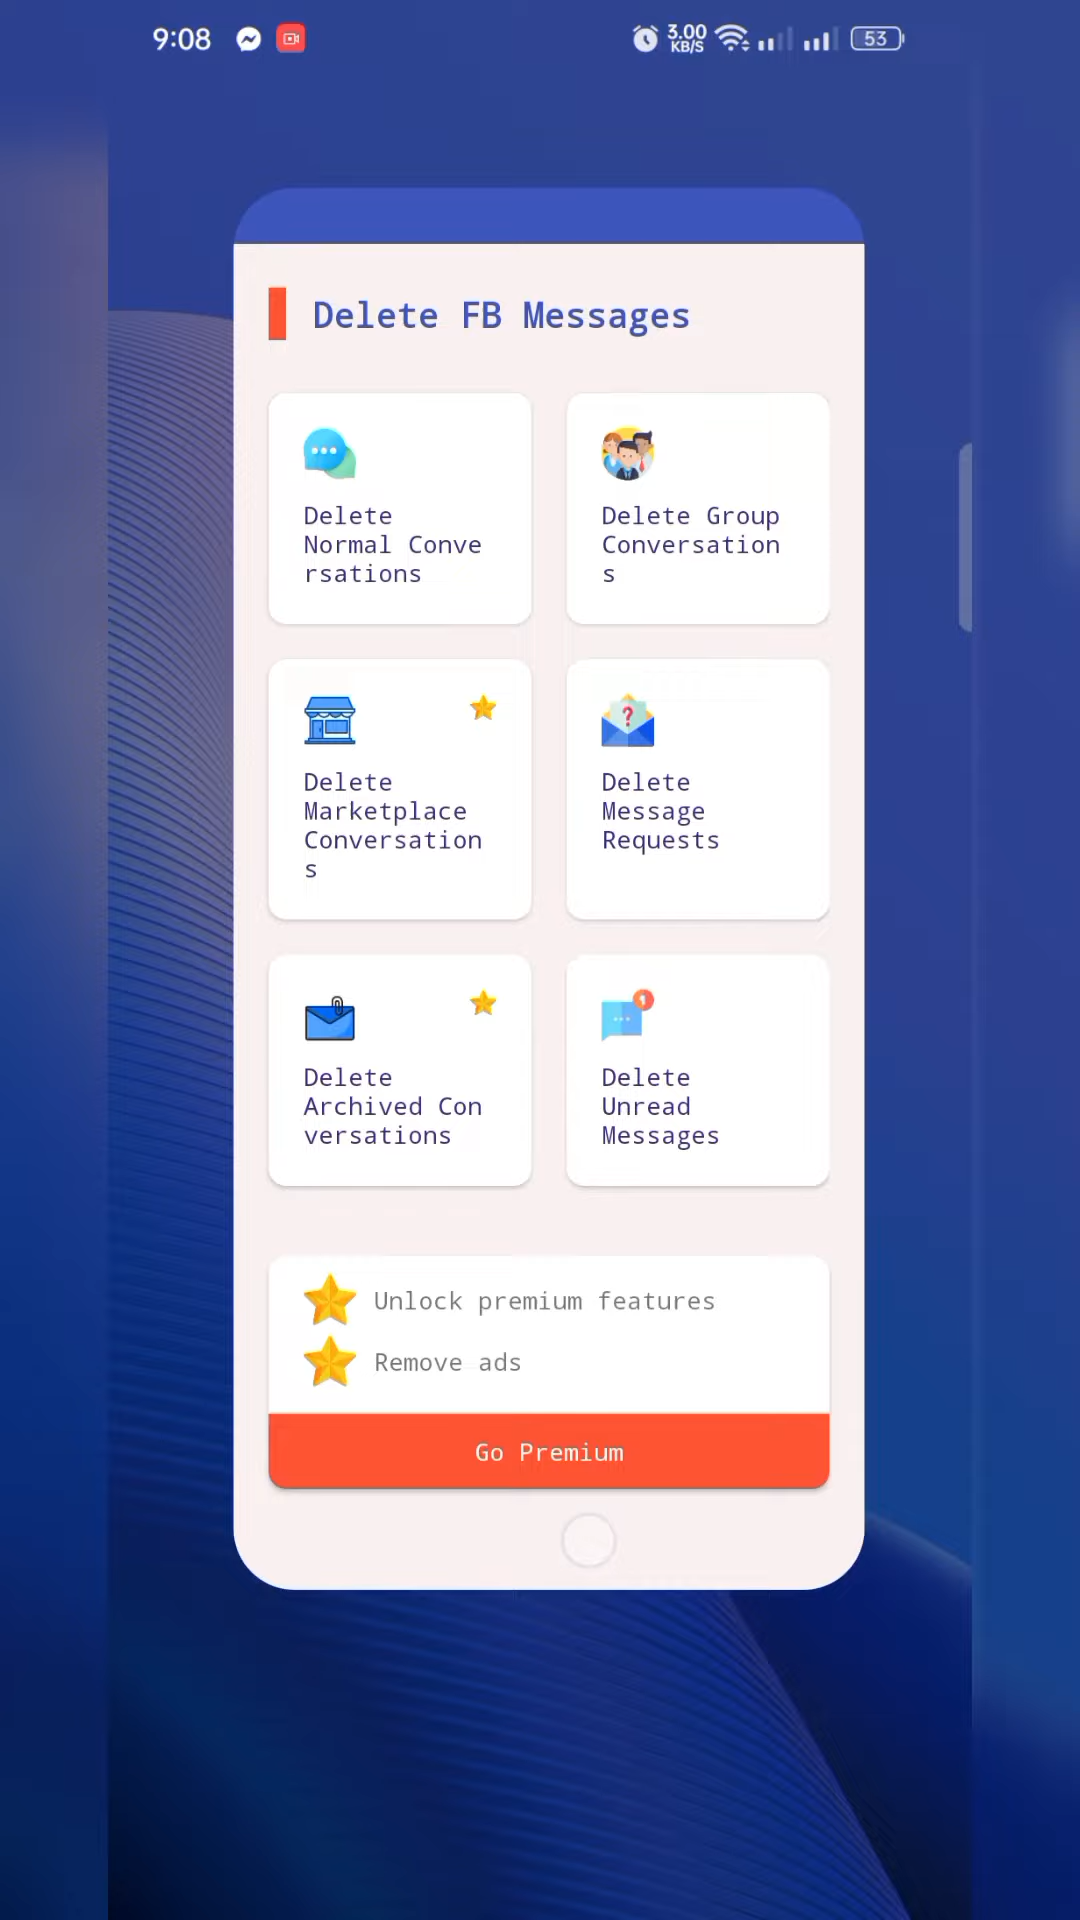 9:08 3.00 KB/S 53
Delete FB Messages
Delete
Normal Conve
rsations
Delete Group
Conversation
s
Delete
Marketplace
Conversation
s
?
Delete
Message
Requests
Delete
Archived Con
versations
1
Delete
Unread
Messages
Unlock premium features
Remove ads
Go Premium